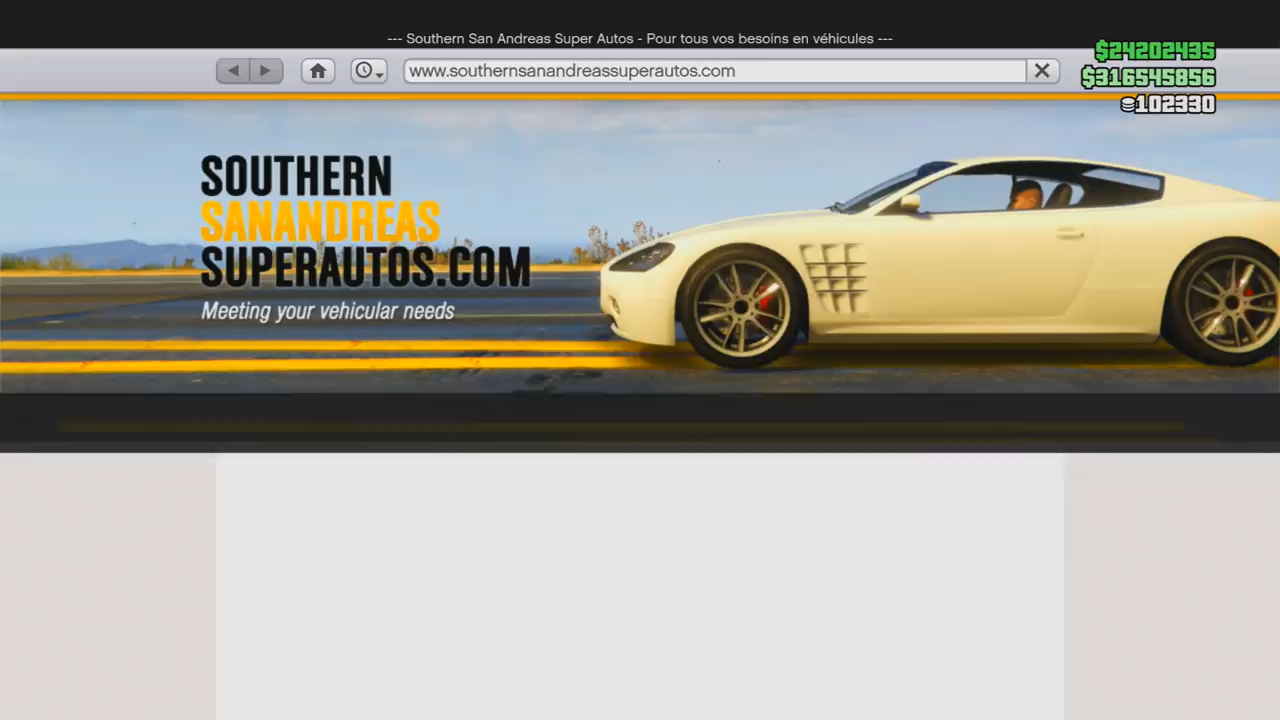 --- Southern San Andreas Super Autos - Pour tous vos besoins en véhicules ---
$24202435
www.southernsanandreassuperautos.com
$316545856
102330
SOUTHERN
SANANDREAS
SUPERAUTOS.COM
Meeting your vehicular needs